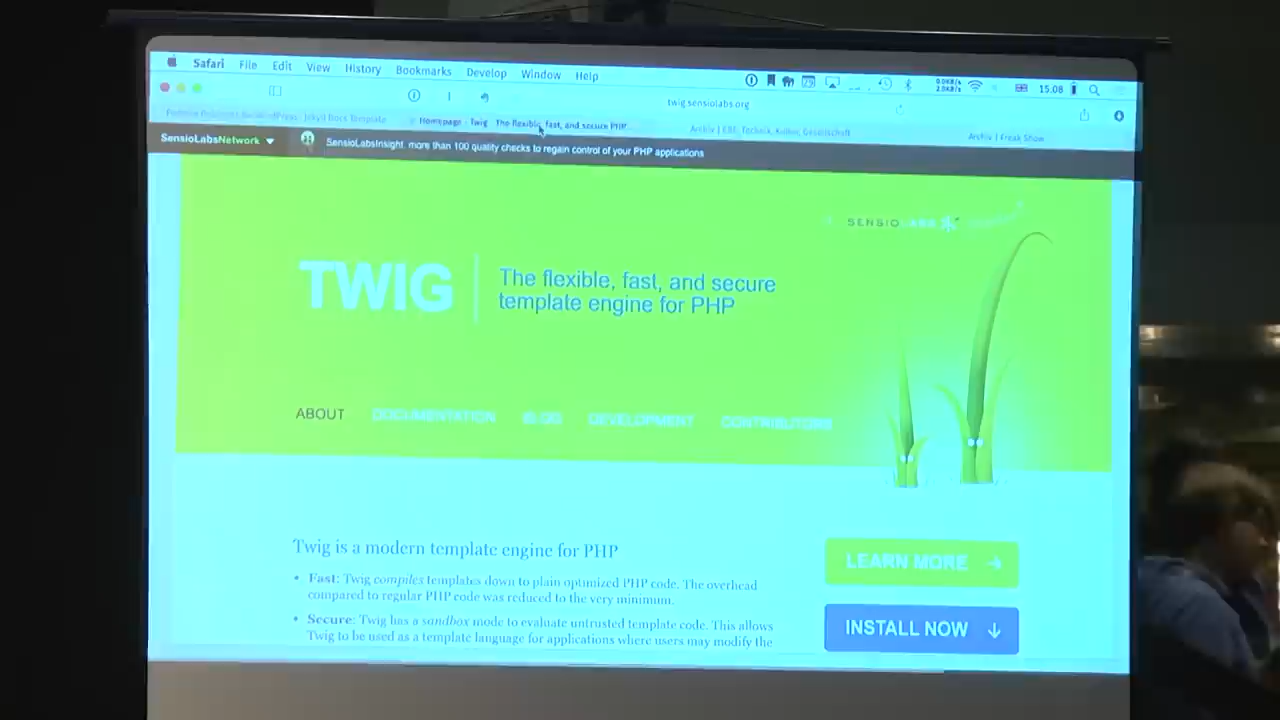 Safari File Edit View History Bookmarks Develop Window Help 15.08
twig.sensiolabs.org
Homepage - Twig - The flexible, fast, and secure PHP...
Archiv | Freak Show
SensioLabsNetwork
SensioLabsInsight: more than 100 quality checks to regain control of your PHP applications
SENSIO
TWIG
The flexible, fast, and secure
template engine for PHP
ABOUT DOCUMENTATION BLOG DEVELOPMENT CONTRIBUTORS
Twig is a modern template engine for PHP
• Fast: Twig compiles templates down to plain optimized PHP code. The overhead
compared to regular PHP code was reduced to the very minimum.
• Secure: Twig has a sandbox mode to evaluate untrusted template code. This allows
Twig to be used as a template language for applications where users may modify the
LEARN MORE →
INSTALL NOW ↓